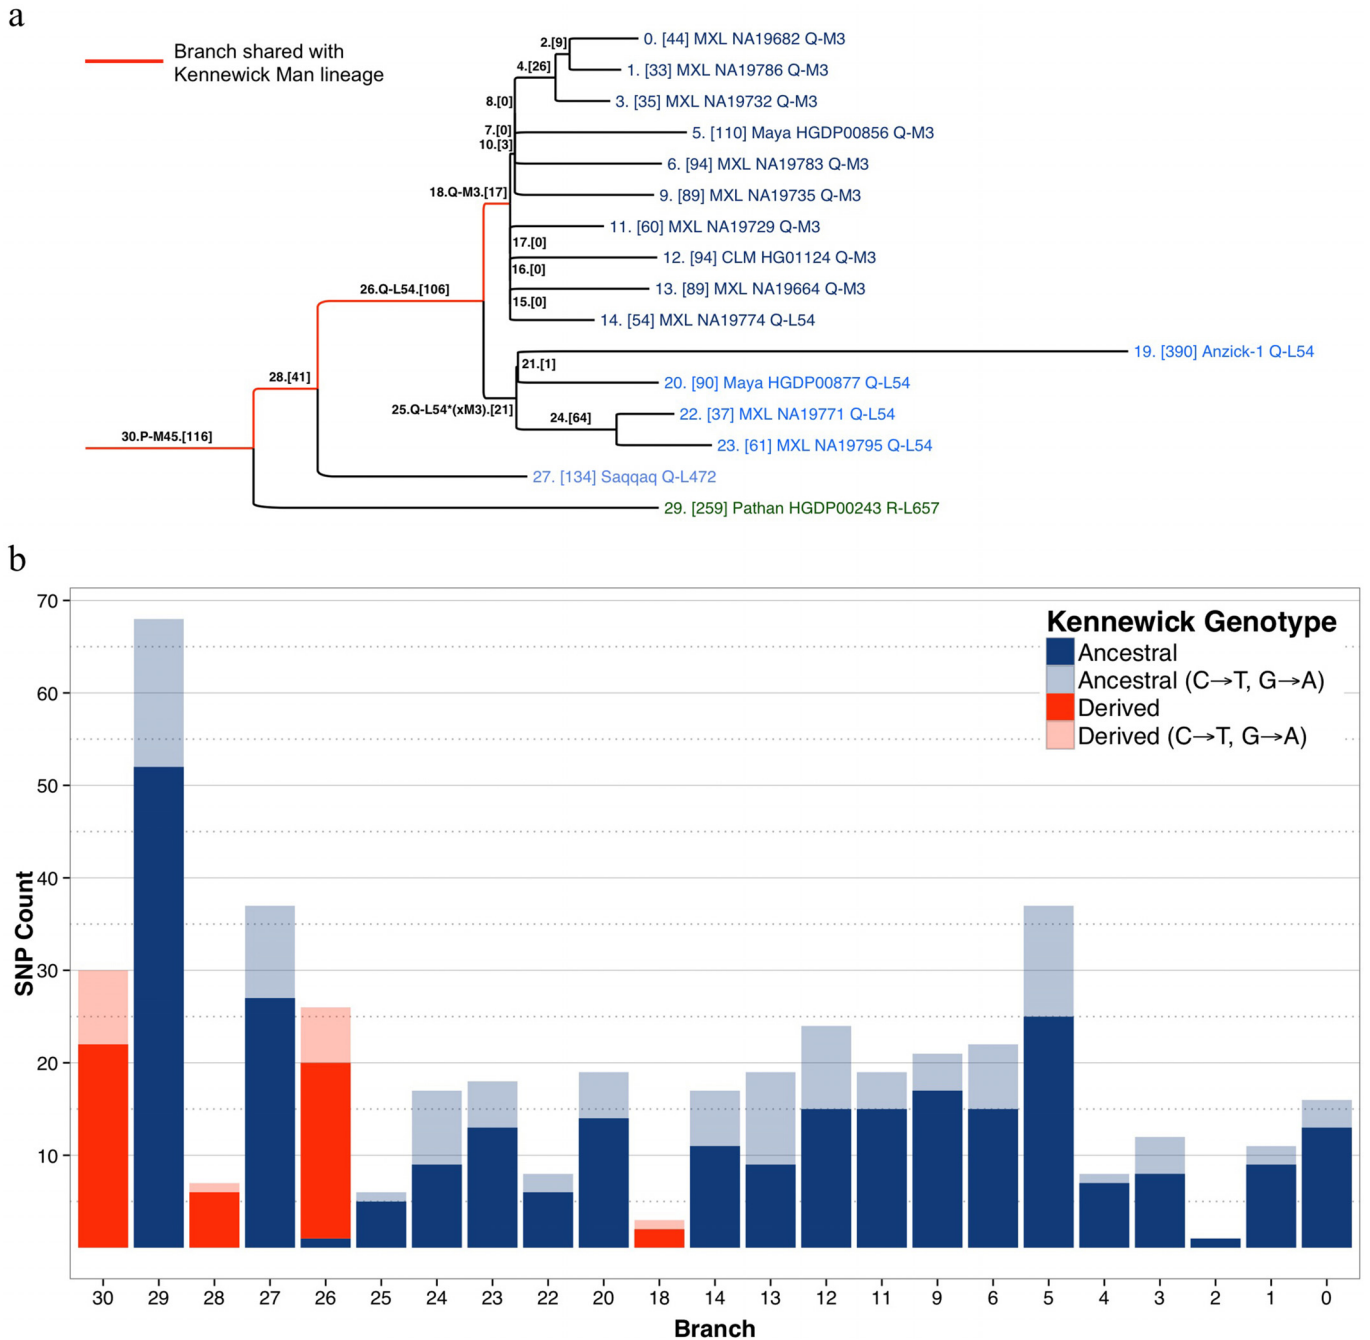 a
Branch shared with
Kennewick Man lineage
2.[9]
0. [44] MXL NA19682 Q-M3
4.[26]
1. [33] MXL NA19786 Q-M3
8.[0]
3. [35] MXL NA19732 Q-M3
7.[0]
5. [110] Maya HGDP00856 Q-M3
10.[3]
6. [94] MXL NA19783 Q-M3
18.Q-M3.[17]
9. [89] MXL NA19735 Q-M3
11. [60] MXL NA19729 Q-M3
17.[0]
12. [94] CLM HG01124 Q-M3
16.[0]
26.Q-L54.[106]
13. [89] MXL NA19664 Q-M3
15.[0]
14. [54] MXL NA19774 Q-L54
19. [390] Anzick-1 Q-L54
21.[1]
28.[41]
20. [90] Maya HGDP00877 Q-L54
25.Q-L54*(xM3).[21]
24.[64]
22. [37] MXL NA19771 Q-L54
30.P-M45.[116]
23. [61] MXL NA19795 Q-L54
27. [134] Saqqaq Q-L472
29. [259] Pathan HGDP00243 R-L657
b
70
60
50
40
30
20
10
SNP Count
Kennewick Genotype
Ancestral
Ancestral (C→T, G→A)
Derived
Derived (C→T, G→A)
30 29 28 27 26 25 24 23 22 20 18 14 13 12 11 9 6 5 4 3 2 1 0
Branch